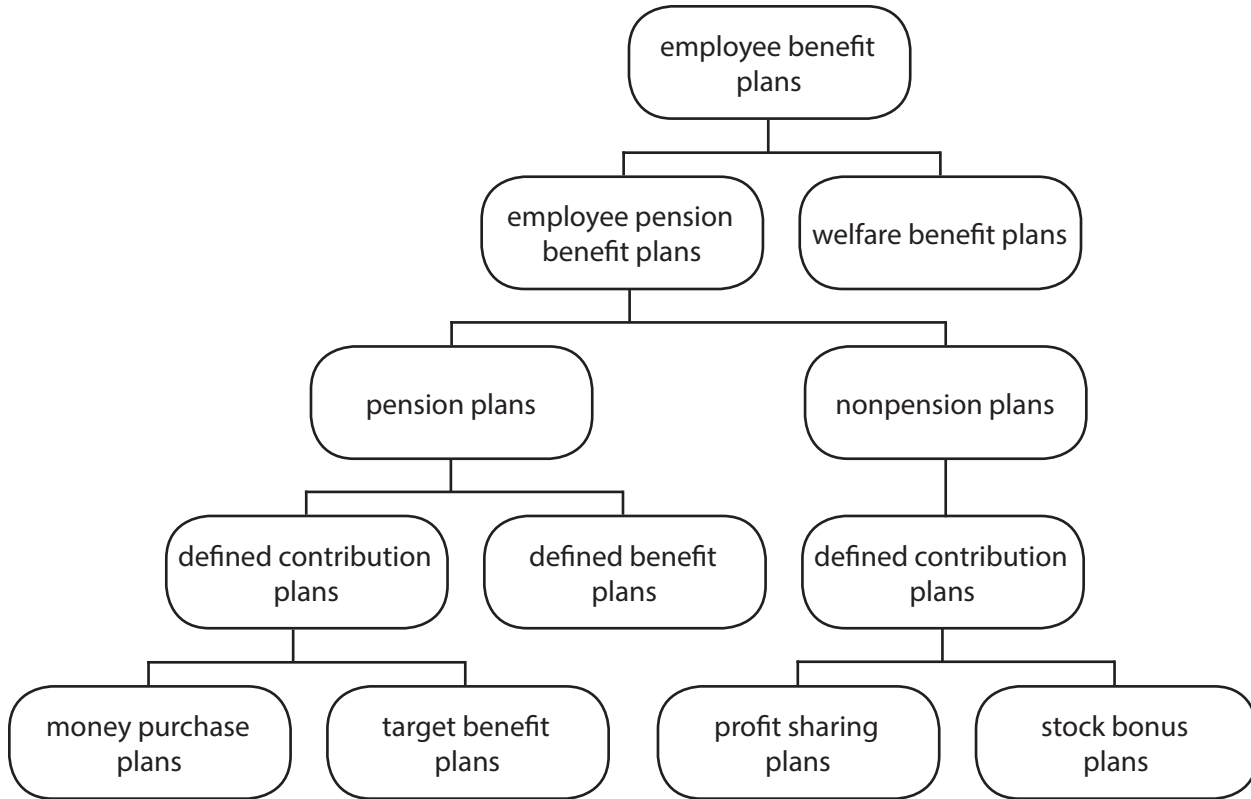 employee benefit
plans
employee pension
benefit plans
welfare benefit plans
pension plans
nonpension plans
defined contribution
plans
defined benefit
plans
defined contribution
plans
money purchase
plans
target benefit
plans
profit sharing
plans
stock bonus
plans